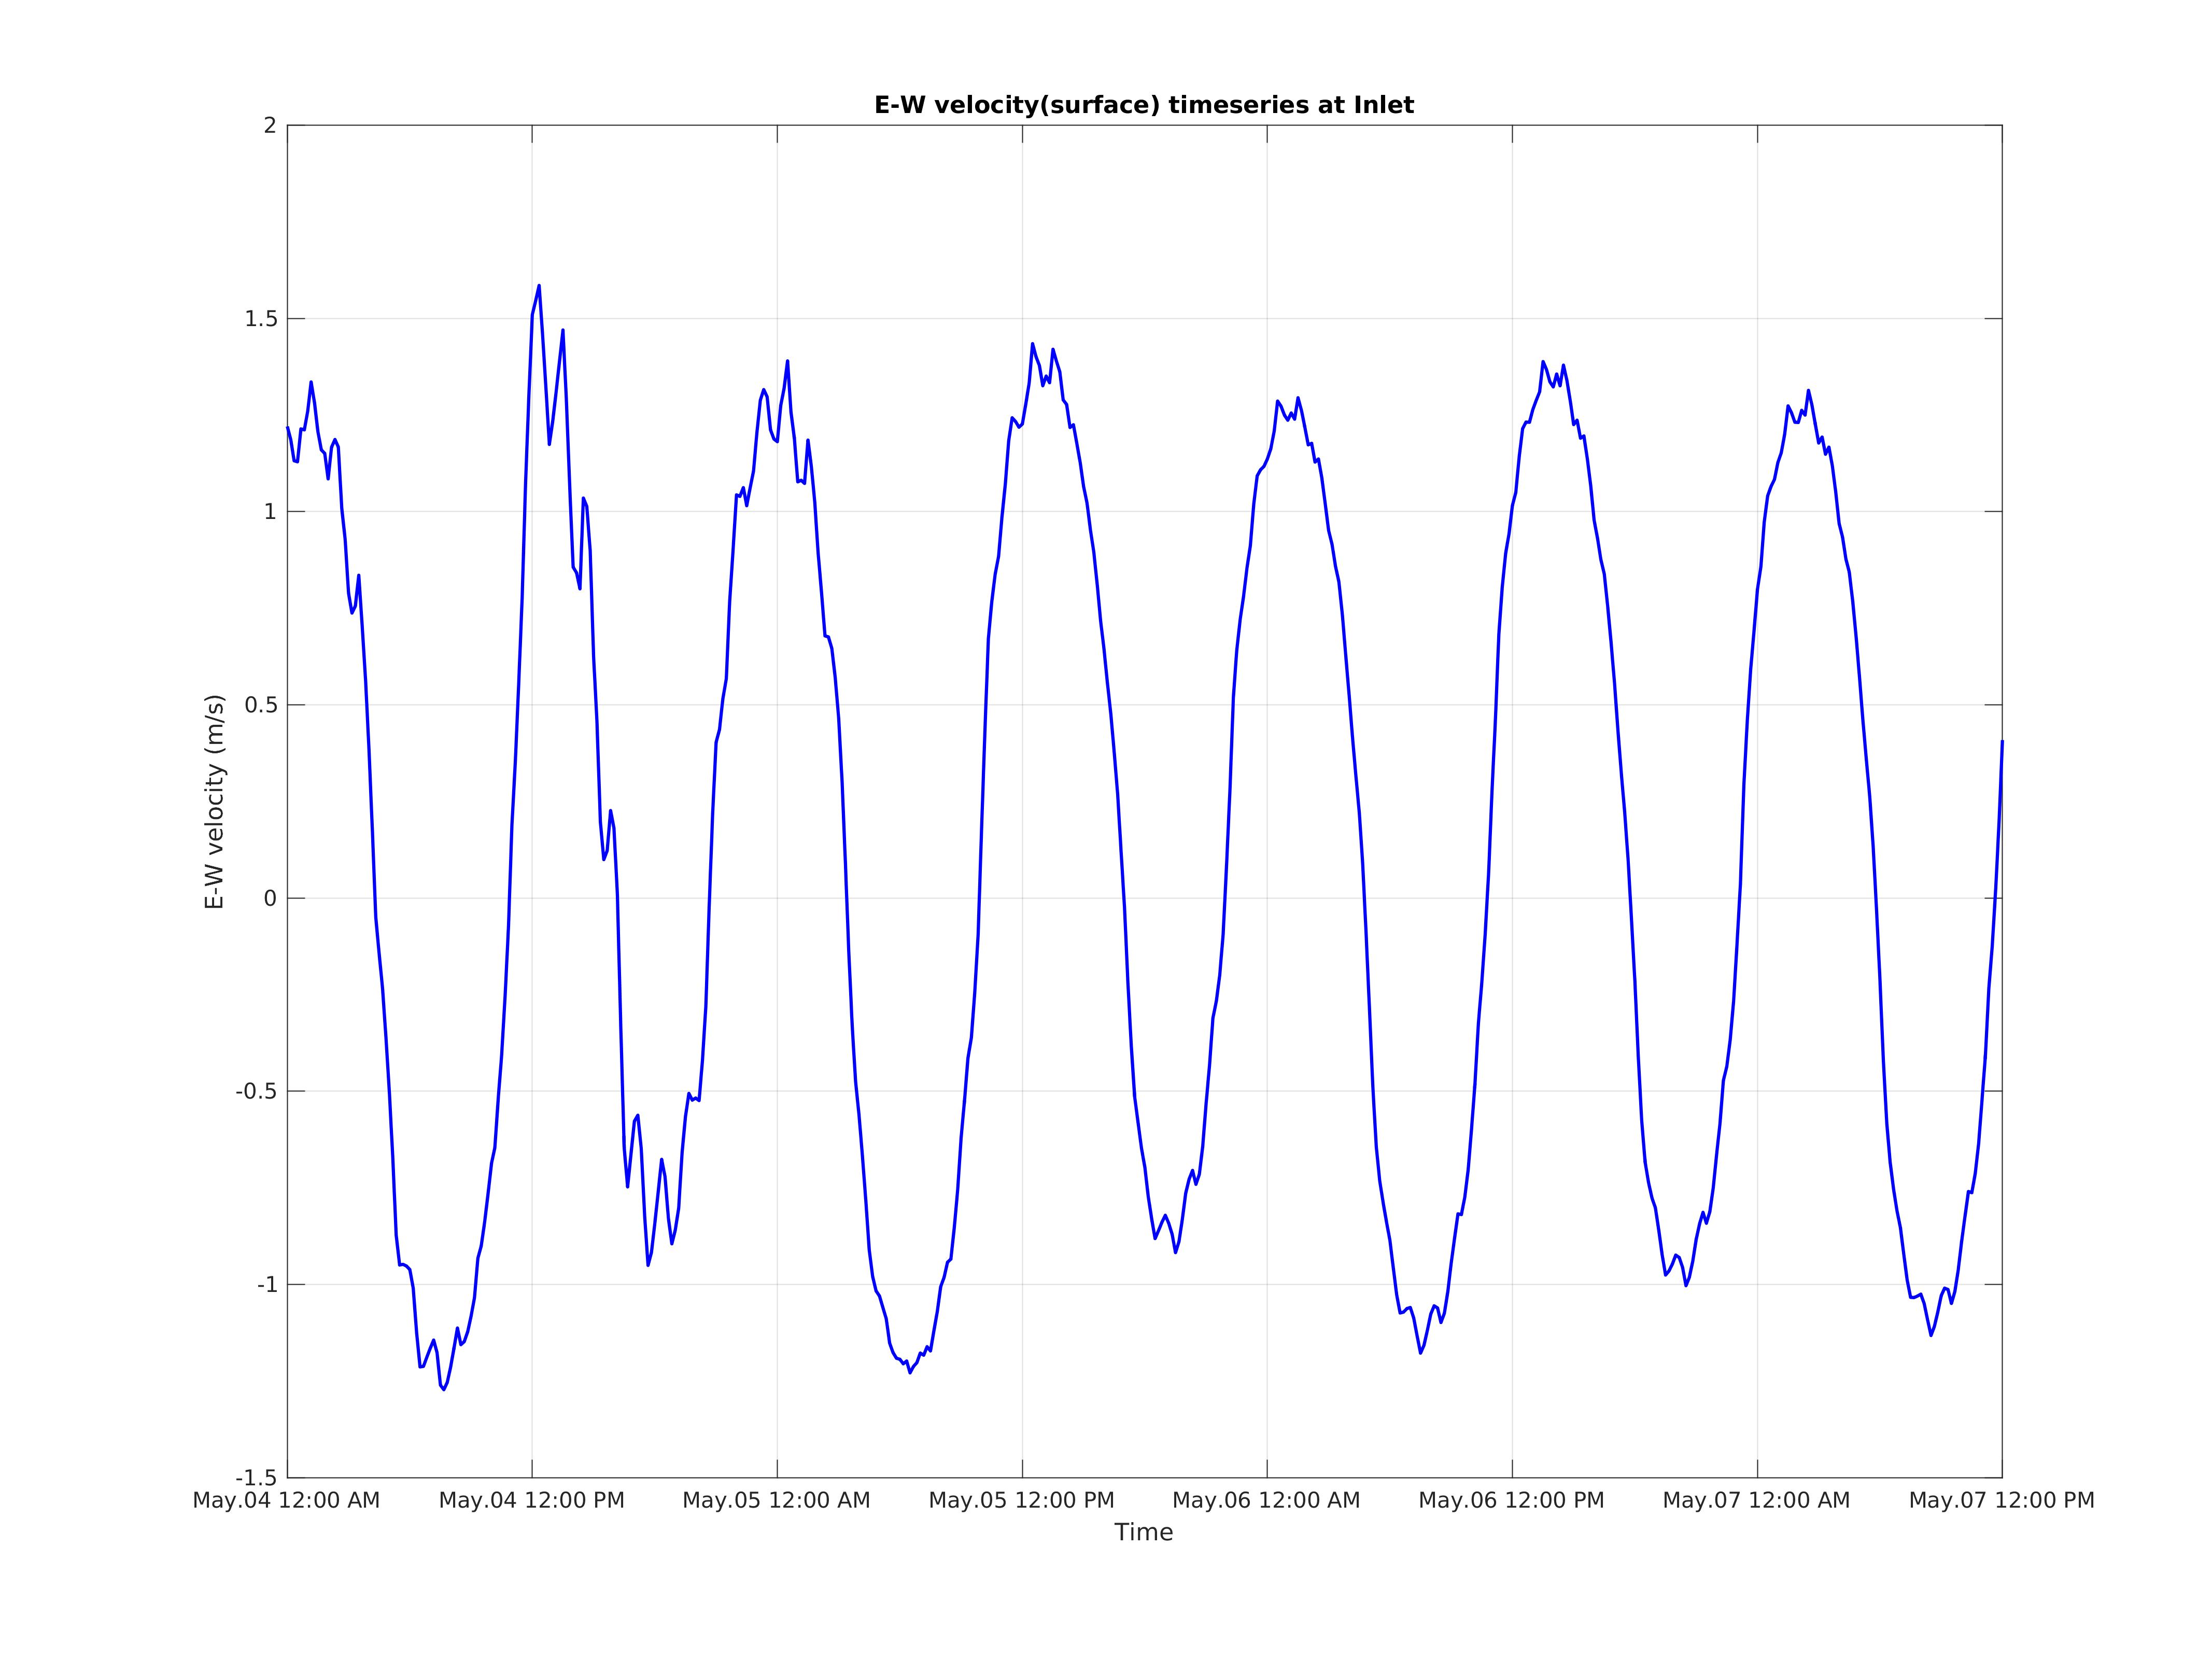 E-W velocity(surface) timeseries at Inlet
2
1.5
1
0.5
0
-0.5
-1
-1.5
E-W velocity (m/s)
May.04 12:00 AM
May.04 12:00 PM
May.05 12:00 AM
May.05 12:00 PM
May.06 12:00 AM
May.06 12:00 PM
May.07 12:00 AM
May.07 12:00 PM
Time